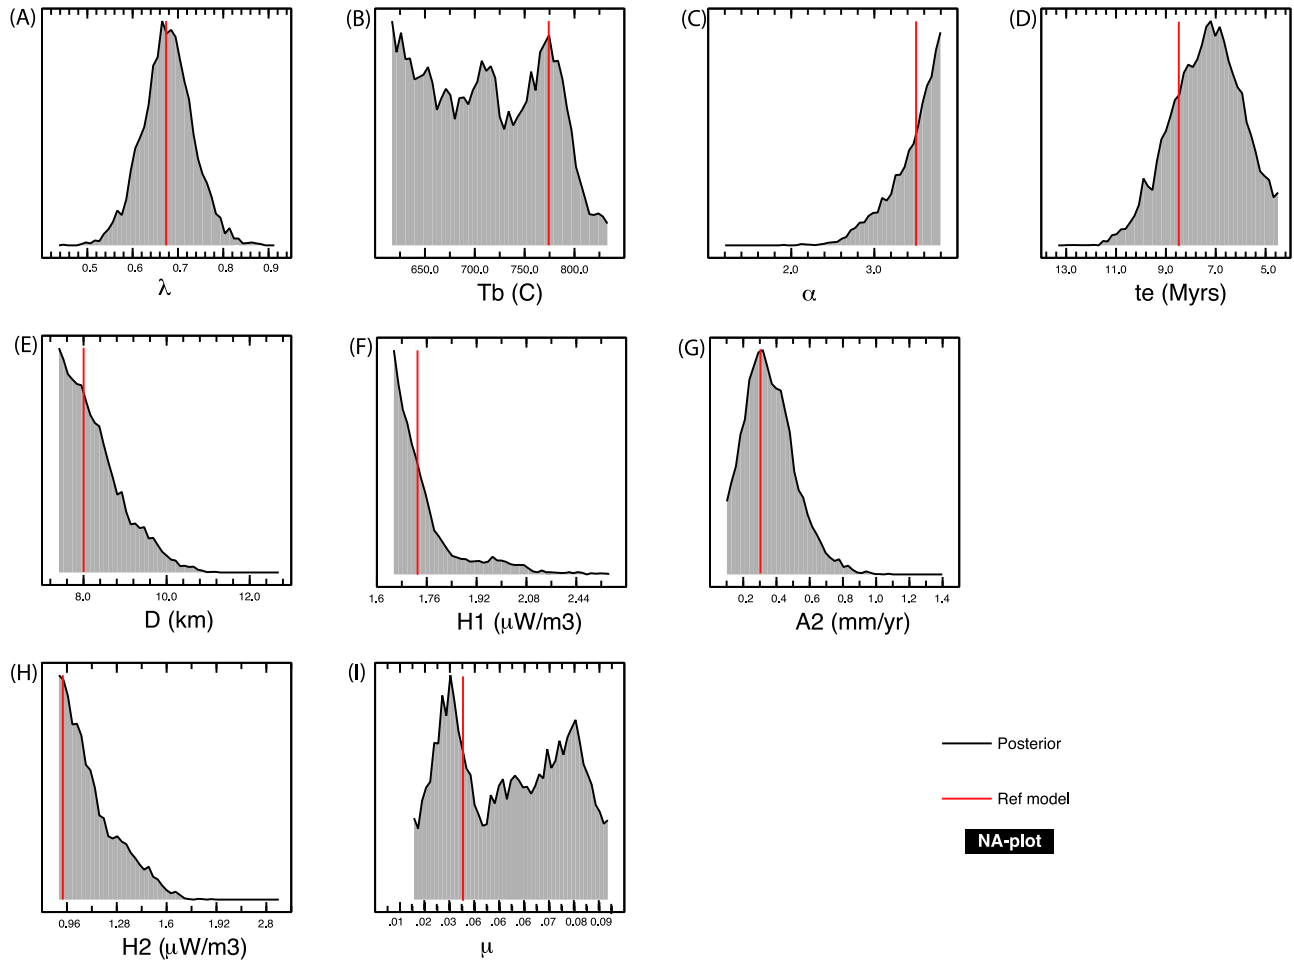 (A)
0.5 0.6 0.7 0.8 0.9
λ
(B)
650.0 700.0 750.0 800.0
Tb (C)
(C)
2.0 3.0
α
(D)
13.0 11.0 9.0 7.0 5.0
te (Myrs)
(E)
8.0 10.0 12.0
D (km)
(F)
1.6 1.76 1.92 2.08 2.44
H1 (μW/m3)
(G)
0.2 0.4 0.6 0.8 1.0 1.2 1.4
A2 (mm/yr)
(H)
0.96 1.28 1.6 1.92 2.8
H2 (μW/m3)
(I)
.01 .02 .03 .06 .06 .06 .07 0.08 0.09
μ
Posterior
Ref model
NA-plot